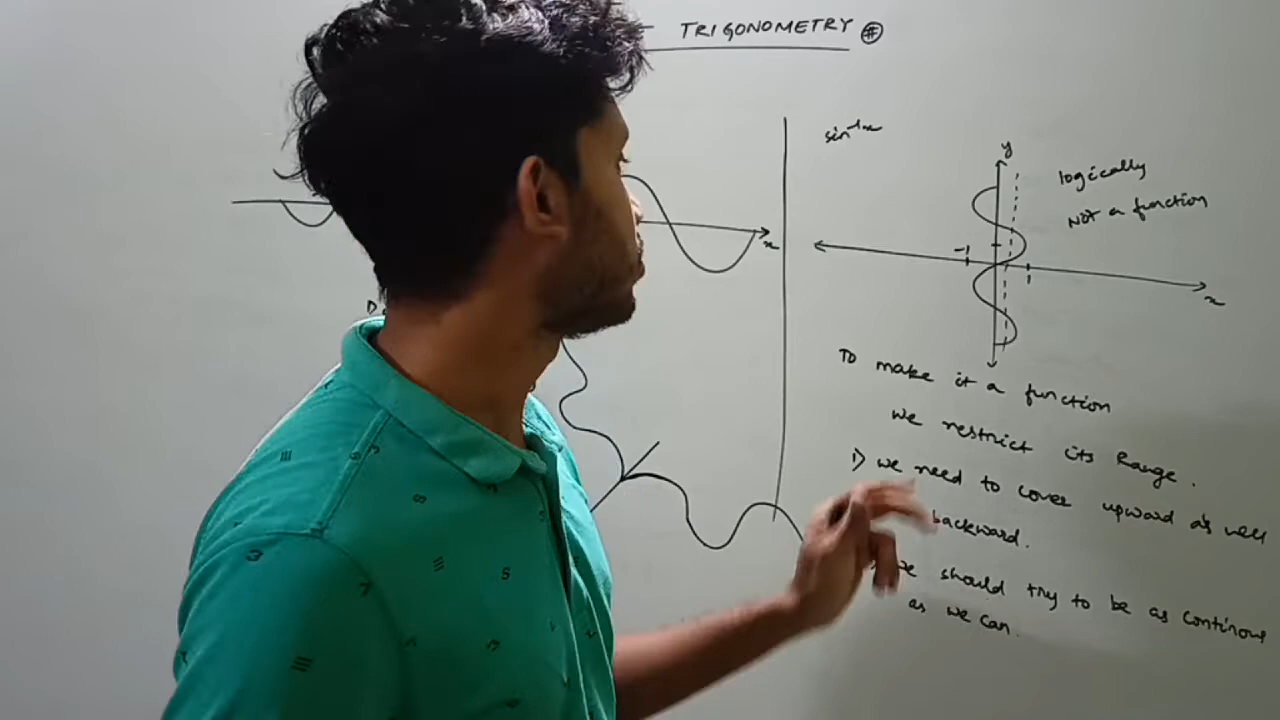 TRIGONOMETRY #
x
sin⁻¹x
y
logically
Not a function
-1
1
x
To make it a function
we restrict its Range.
1) we need to cover upward as well
backward.
we should try to be as continous
as we can.